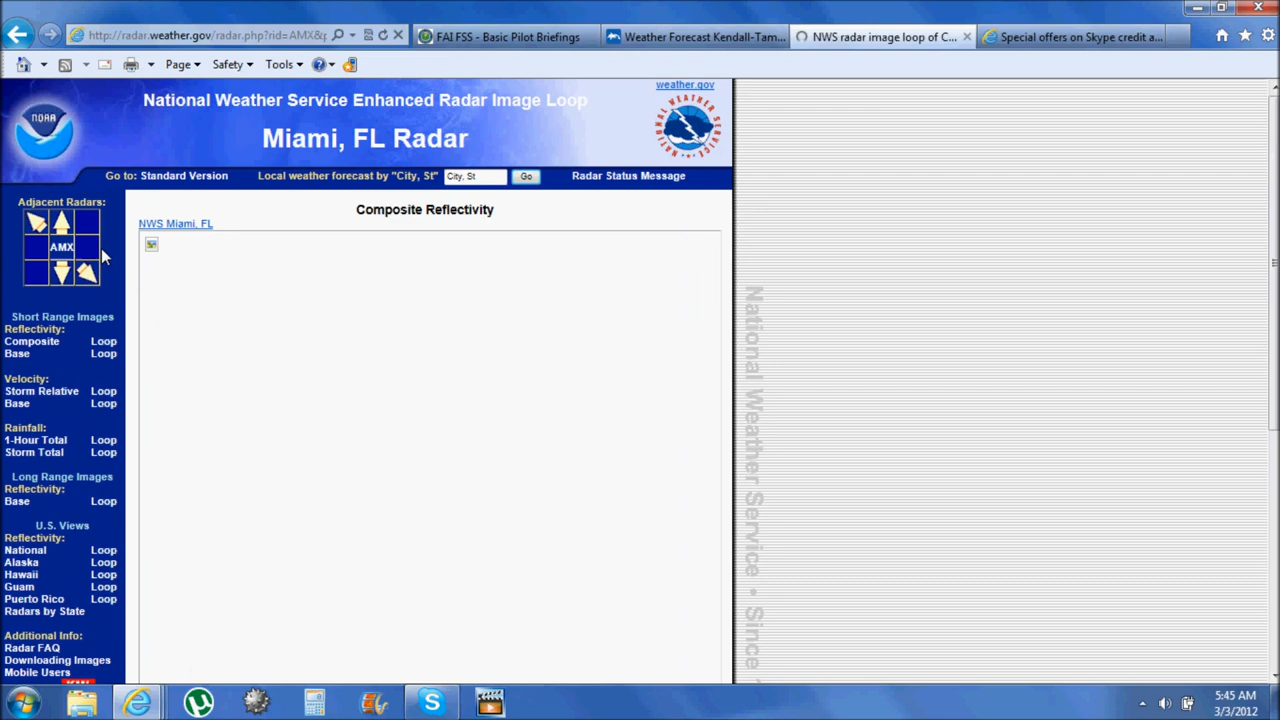 http://radar.weather.gov/radar.php?rid=AMX&
FAI FSS - Basic Pilot Briefings
Weather Forecast Kendall-Tam...
NWS radar image loop of C...
Special offers on Skype credit a...
Page Safety Tools
weather.gov
National Weather Service Enhanced Radar Image Loop
NOAA
NATIONAL WEATHER SERVICE
Miami, FL Radar
Go to: Standard Version Local weather forecast by "City, St" City, St Go Radar Status Message
Adjacent Radars:
AMX
Composite Reflectivity
NWS Miami, FL
Short Range Images
Reflectivity:
Composite Loop
Base Loop
Velocity:
Storm Relative Loop
Base Loop
Rainfall:
1-Hour Total Loop
Storm Total Loop
Long Range Images
Reflectivity:
Base Loop
U.S. Views
Reflectivity:
National Loop
Alaska Loop
Hawaii Loop
Guam Loop
Puerto Rico Loop
Radars by State
Additional Info:
Radar FAQ
Downloading Images
Mobile Users
National Weather Service • Since
5:45 AM
3/3/2012